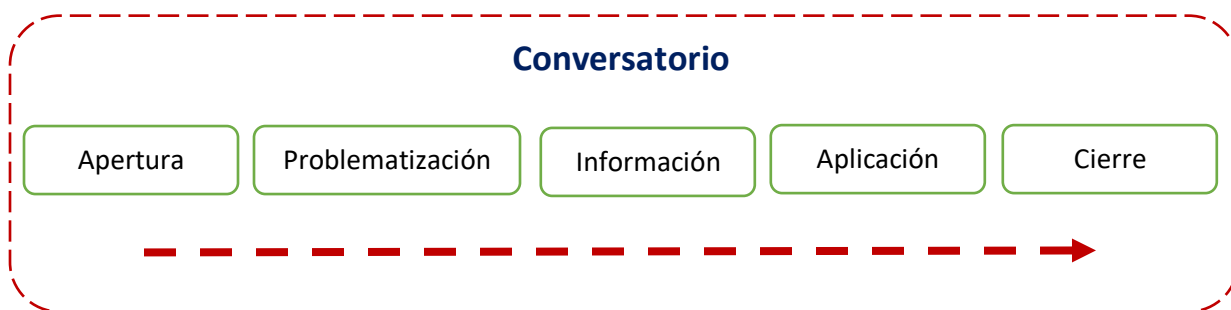 Conversatorio
Apertura
Problematización
Información
Aplicación
Cierre